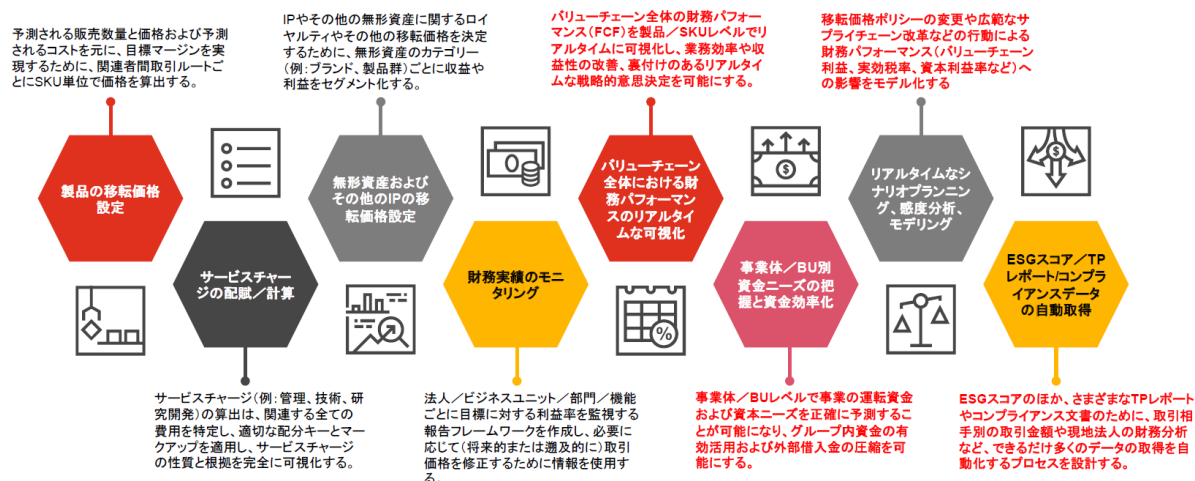 予測される販売数量と価格および予測
されるコストを元に、目標マージンを実
現するために、関連者間取引ルートご
とにSKU単位で価格を算出する。
IPやその他の無形資産に関するロイ
ヤルティやその他の移転価格を決定
するために、無形資産のカテゴリー
(例:ブランド、製品群)ごとに収益や
利益をセグメント化する。
バリューチェーン全体の財務パフォー
マンス(FCF)を製品/SKUレベルでリ
アルタイムに可視化し、業務効率や収
益性の改善、裏付けのあるリアルタイ
ムな戦略的意思決定を可能にする。
移転価格ポリシーの変更や広範なサ
プライチェーン改革などの行動による
財務パフォーマンス(バリューチェーン
利益、実効税率、資本利益率など)へ
の影響をモデル化する
製品の移転価格
設定
無形資産および
その他のIPの移
転価格設定
バリューチェーン
全体における財
務パフォーマン
スのリアルタイ
ムな可視化
リアルタイムなシ
ナリオプランニン
グ、感度分析、
モデリング
サービスチャー
ジの配賦/計算
財務実績のモニ
タリング
事業体/BU別
資金ニーズの把
握と資金効率化
ESGスコア/TP
レポート/コンプラ
イアンスデータ
の自動取得
サービスチャージ(例:管理、技術、研
究開発)の算出は、関連する全ての
費用を特定し、適切な配分キーとマ
ークアップを適用し、サービスチャージ
の性質と根拠を完全に可視化する。
法人/ビジネスユニット/部門/機能
ごとに目標に対する利益率を監視する
報告フレームワークを作成し、必要に
応じて(将来的または遡及的に)取引
価格を修正するために情報を使用す
る。
事業体/BUレベルで事業の運転資金
および資本ニーズを正確に予測するこ
とが可能になり、グループ内資金の有
効活用および外部借入金の圧縮を可
能にする。
ESGスコアのほか、さまざまなTPレポート
やコンプライアンス文書のために、取引相
手別の取引金額や現地法人の財務分析
など、できるだけ多くのデータの取得を自
動化するプロセスを設計する。